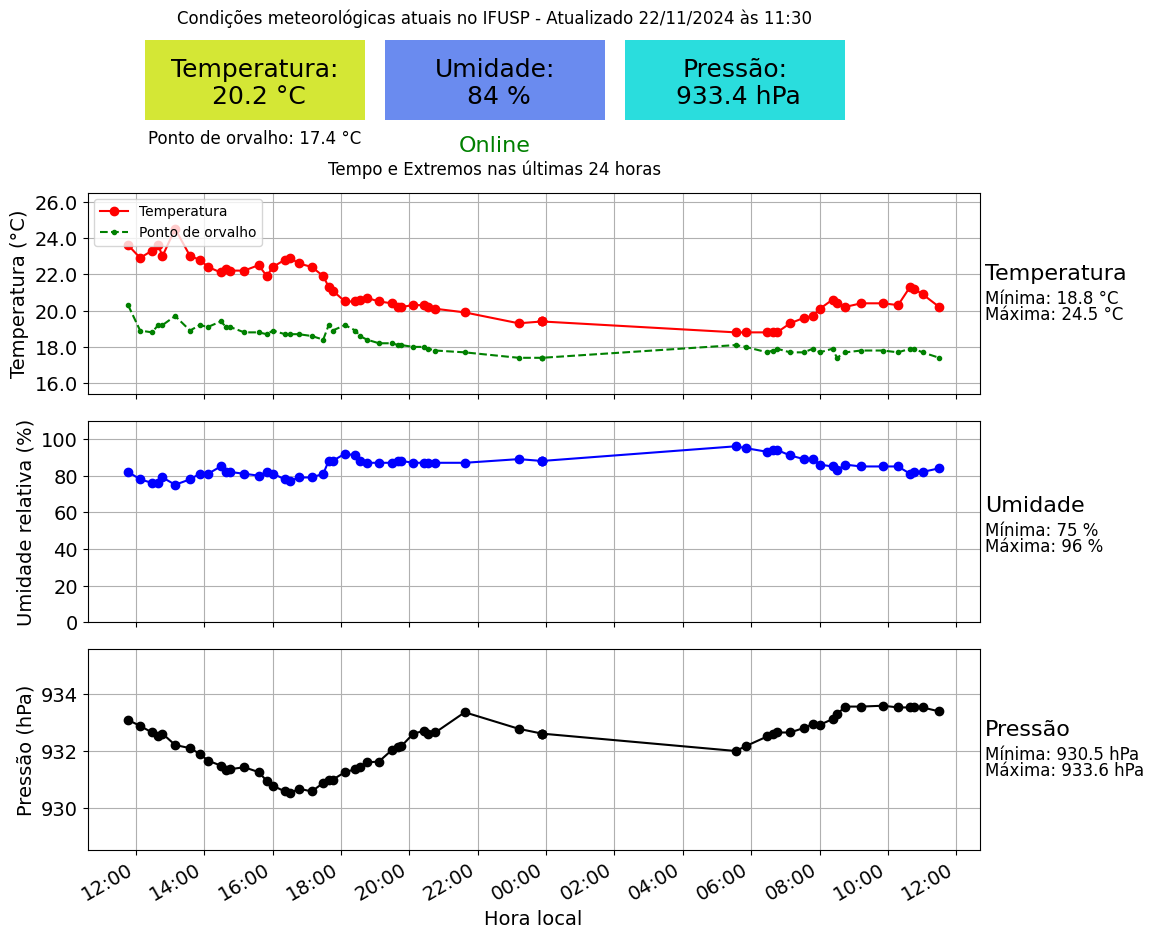 Condições meteorológicas atuais no IFUSP - Atualizado 22/11/2024 às 11:30
Temperatura:
20.2 °C
Umidade:
84 %
Pressão:
933.4 hPa
Ponto de orvalho: 17.4 °C
Online
Tempo e Extremos nas últimas 24 horas
Temperatura (°C)
26.0
24.0
22.0
20.0
18.0
16.0
Temperatura
Ponto de orvalho
Temperatura
Mínima: 18.8 °C
Máxima: 24.5 °C
Umidade relativa (%)
100
80
60
40
20
0
Umidade
Mínima: 75 %
Máxima: 96 %
Pressão (hPa)
934
932
930
Pressão
Mínima: 930.5 hPa
Máxima: 933.6 hPa
12:00 14:00 16:00 18:00 20:00 22:00 00:00 02:00 04:00 06:00 08:00 10:00 12:00
Hora local